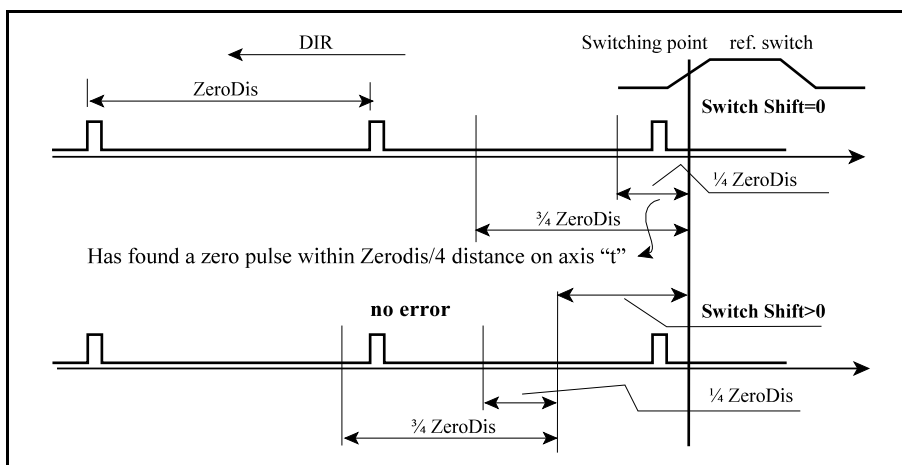 DIR
Switching point ref. switch
ZeroDis
Switch Shift=0
¼ ZeroDis
¾ ZeroDis
Has found a zero pulse within Zerodis/4 distance on axis “t”
no error
Switch Shift>0
¼ ZeroDis
¾ ZeroDis